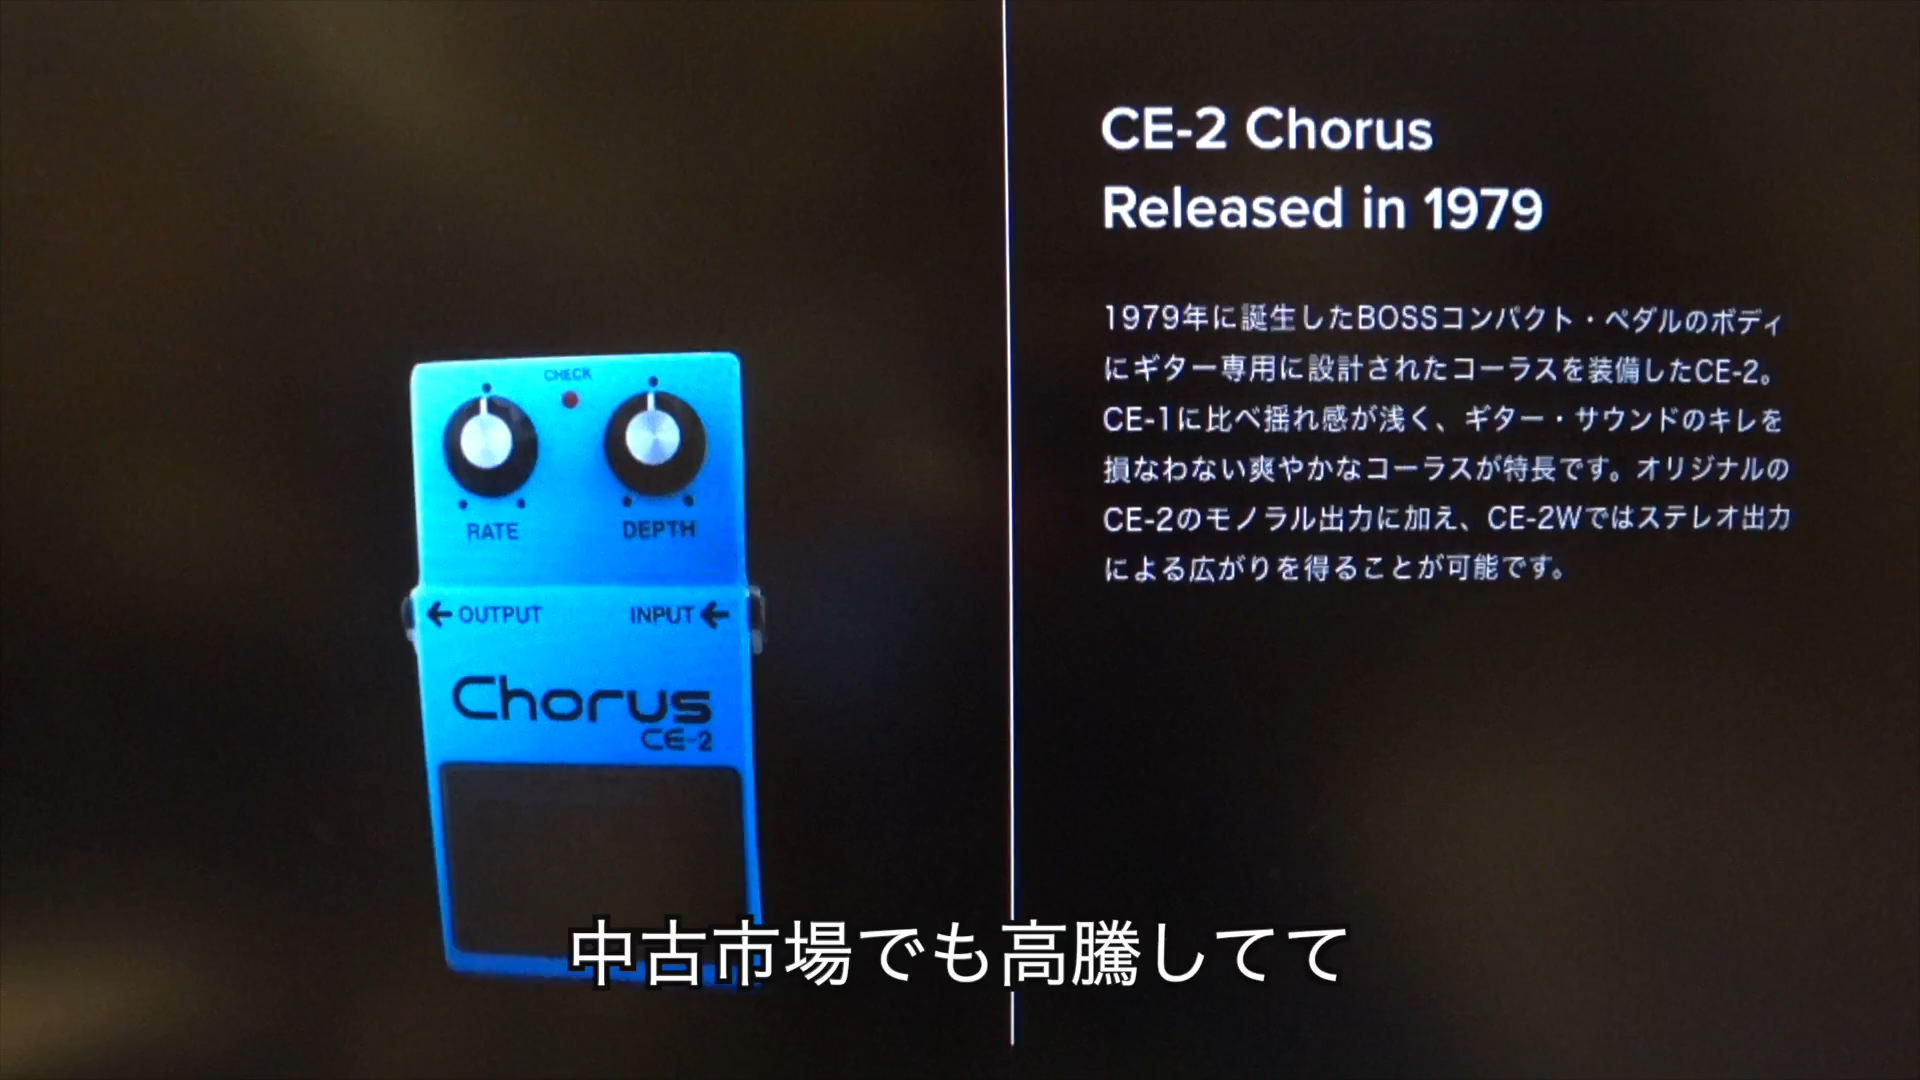 CHECK
RATE
DEPTH
←OUTPUT
INPUT←
Chorus
CE-2
CE-2 Chorus
Released in 1979
1979年に誕生したBOSSコンパクト・ペダルのボディ
にギター専用に設計されたコーラスを装備したCE-2。
CE-1に比べ揺れ感が浅く、ギター・サウンドのキレを
損なわない爽やかなコーラスが特長です。オリジナルの
CE-2のモノラル出力に加え、CE-2Wではステレオ出力
による広がりを得ることが可能です。
中古市場でも高騰してて